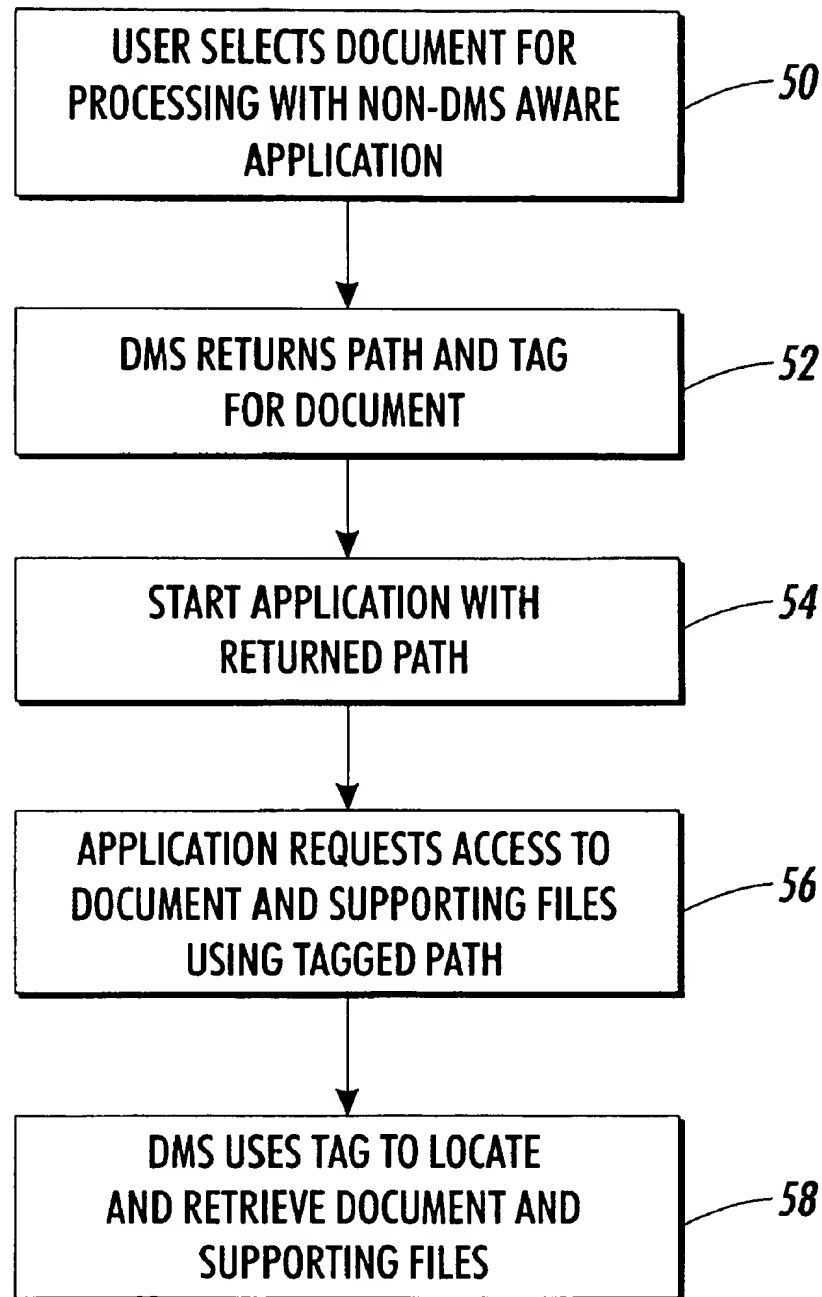 USER SELECTS DOCUMENT FOR
PROCESSING WITH NON-DMS AWARE
APPLICATION
50
DMS RETURNS PATH AND TAG
FOR DOCUMENT
52
START APPLICATION WITH
RETURNED PATH
54
APPLICATION REQUESTS ACCESS TO
DOCUMENT AND SUPPORTING FILES
USING TAGGED PATH
56
DMS USES TAG TO LOCATE
AND RETRIEVE DOCUMENT AND
SUPPORTING FILES
58